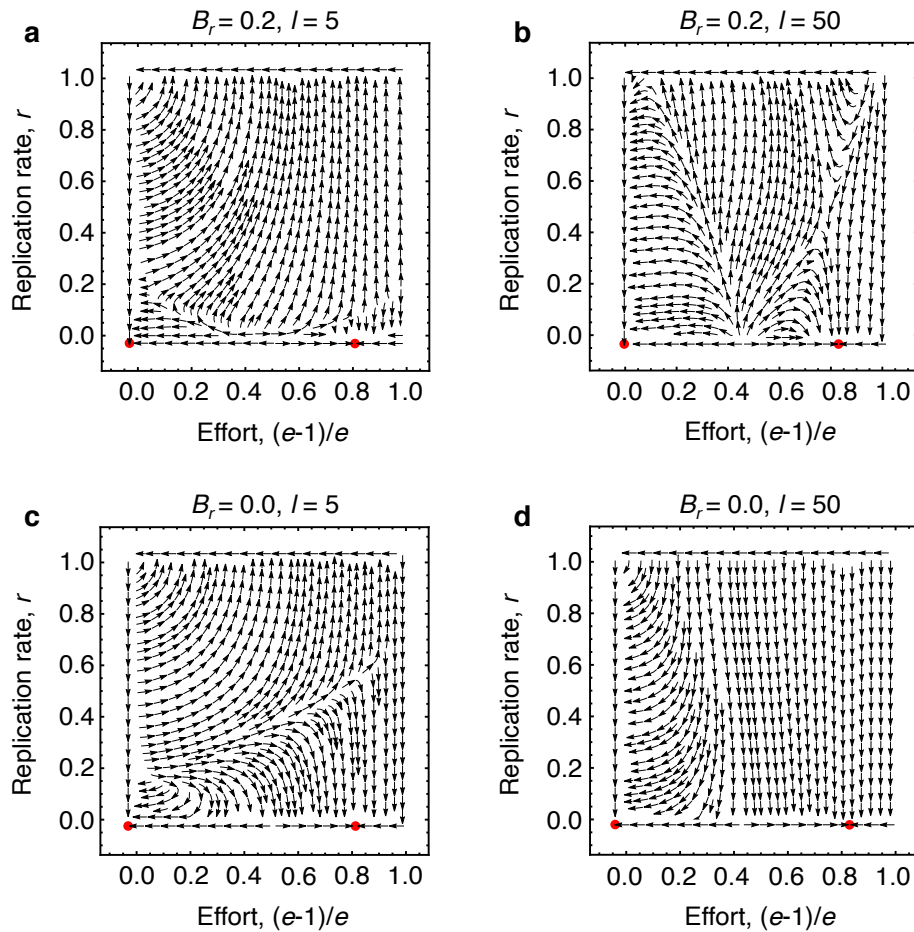 a
B_r = 0.2, l = 5
Replication rate, r
1.0
0.8
0.6
0.4
0.2
0.0
0.0 0.2 0.4 0.6 0.8 1.0
Effort, (e-1)/e
b
B_r = 0.2, l = 50
Replication rate, r
1.0
0.8
0.6
0.4
0.2
0.0
0.0 0.2 0.4 0.6 0.8 1.0
Effort, (e-1)/e
c
B_r = 0.0, l = 5
Replication rate, r
1.0
0.8
0.6
0.4
0.2
0.0
0.0 0.2 0.4 0.6 0.8 1.0
Effort, (e-1)/e
d
B_r = 0.0, l = 50
Replication rate, r
1.0
0.8
0.6
0.4
0.2
0.0
0.0 0.2 0.4 0.6 0.8 1.0
Effort, (e-1)/e